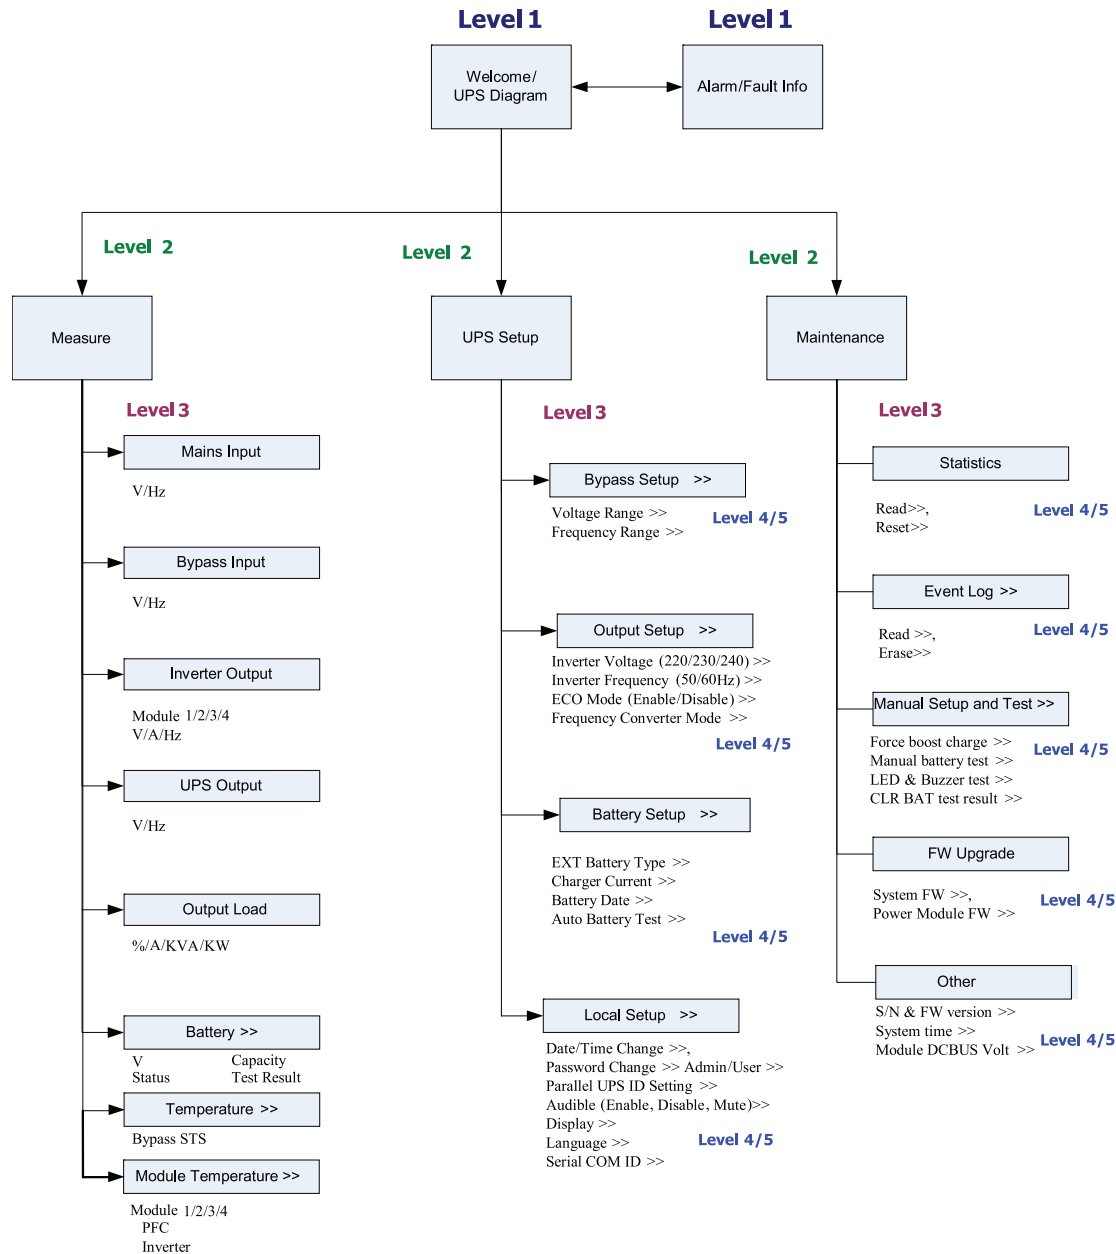 Level 1
Level 1
Welcome/
UPS Diagram
Alarm/Fault Info
Level 2
Level 2
Level 2
Measure
UPS Setup
Maintenance
Level 3
Mains Input
V/Hz
Bypass Input
V/Hz
Inverter Output
Module 1/2/3/4
V/A/Hz
UPS Output
V/Hz
Output Load
%/A/KVA/KW
Battery >>
V Capacity
Status Test Result
Temperature >>
Bypass STS
Module Temperature >>
Module 1/2/3/4
PFC
Inverter
Level 3
Bypass Setup >>
Voltage Range >>
Frequency Range >>
Level 4/5
Output Setup >>
Inverter Voltage (220/230/240) >>
Inverter Frequency (50/60Hz) >>
ECO Mode (Enable/Disable) >>
Frequency Converter Mode >>
Level 4/5
Battery Setup >>
EXT Battery Type >>
Charger Current >>
Battery Date >>
Auto Battery Test >>
Level 4/5
Local Setup >>
Date/Time Change >>,
Password Change >> Admin/User >>
Parallel UPS ID Setting >>
Audible (Enable, Disable, Mute)>>
Display >>
Language >>
Serial COM ID >>
Level 4/5
Level 3
Statistics
Read>>,
Reset>>
Level 4/5
Event Log >>
Read >>,
Erase>>
Level 4/5
Manual Setup and Test >>
Force boost charge >>
Manual battery test >>
LED & Buzzer test >>
CLR BAT test result >>
Level 4/5
FW Upgrade
System FW >>,
Power Module FW >>
Level 4/5
Other
S/N & FW version >>
System time >>
Module DCBUS Volt >>
Level 4/5